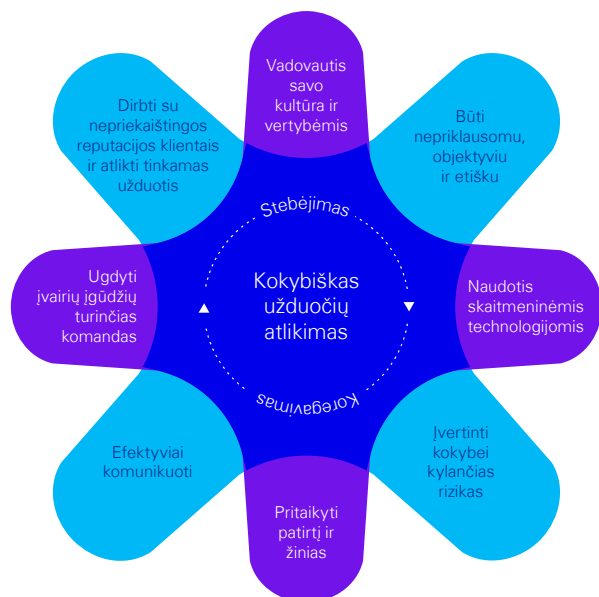 Vadovautis
savo
kultūra ir
vertybėmis
Būti
nepriklausomu,
objektyviu
ir etišku
Naudotis
skaitmeninėmis
technologijomis
Įvertinti
kokybei
kylančias
rizikas
Pritaikyti
patirtį ir
žinias
Efektyviai
komunikuoti
Ugdyti
įvairių įgūdžių
turinčias
komandas
Dirbti su
nepriekaištingos
reputacijos klientais
ir atlikti tinkamas
užduotis
Stebėjimas
Kokybiškas
užduočių
atlikimas
Koregavimas